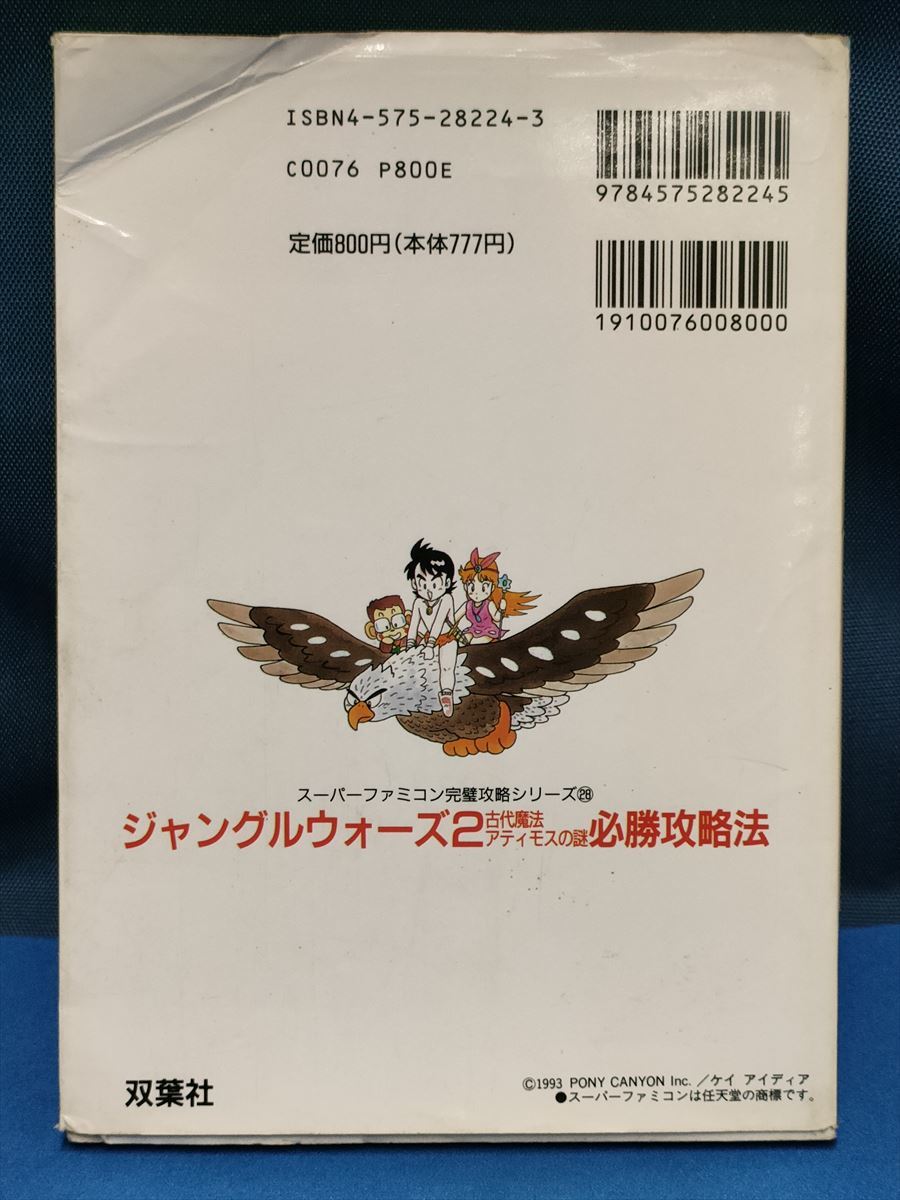 ISBN4-575-28224-3
9784575282245
C0076 P800E
定価800円(本体777円)
1910076008000
スーパーファミコン完璧攻略シリーズ㉘
ジャングルウォーズ2古代魔法アティモスの謎必勝攻略法
双葉社
©1993 PONY CANYON Inc.／ケイ アイディア
●スーパーファミコンは任天堂の商標です。